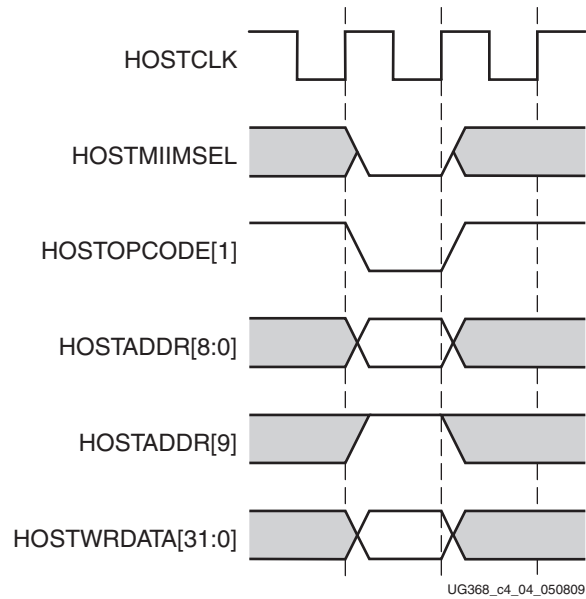 HOSTCLK
HOSTMIIMSEL
HOSTOPCODE[1]
HOSTADDR[8:0]
HOSTADDR[9]
HOSTWRDATA[31:0]
UG368_c4_04_050809